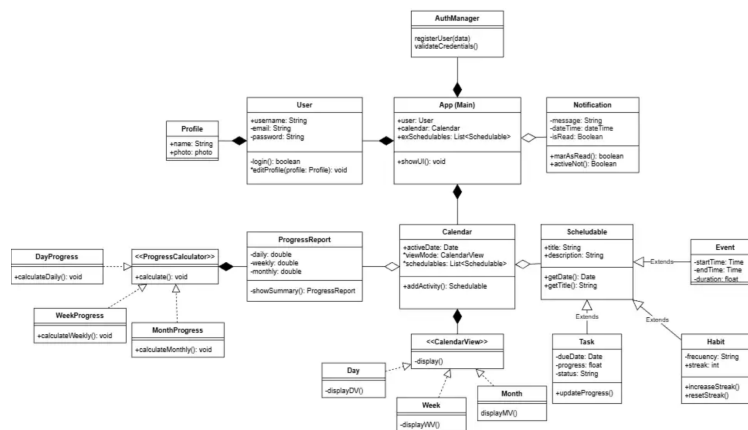 AuthManager
registerUser(data)
validateCredentials()
User
+username: String
-email: String
-password: String
-login(): boolean
*editProfile(profile: Profile): void
App (Main)
+user: User
+calendar: Calendar
+exSchedulables: List<Schedulable>
+showUI(): void
Notification
-message: String
-dateTime: dateTime
-isRead: Boolean
+marAsRead(): boolean
+activeNot(): Boolean
Profile
+name: String
+photo: photo
ProgressReport
-daily: double
-weekly: double
-monthly: double
-showSummary(): ProgressReport
Calendar
+activeDate: Date
*viewMode: CalendarView
*schedulables: List<Schedulable>
+addActivity(): Schedulable
Scheludable
+title: String
+description: String
+getDate(): Date
+getTitle(): String
Extends
Event
-startTime: Time
-endTime: Time
-duration: float
DayProgress
+calculateDaily(): void
<<ProgressCalculator>>
+calculate(): void
WeekProgress
+calculateWeekly(): void
MonthProgress
+calculateMonthly(): void
Extends
Extends
<<CalendarView>>
-display()
Task
-dueDate: Date
-progress: float
-status: String
+updateProgress()
Habit
-frecuency: String
+streak: int
+increaseStreak()
+resetStreak()
Day
-displayDV()
Week
-displayWV()
Month
displayMV()